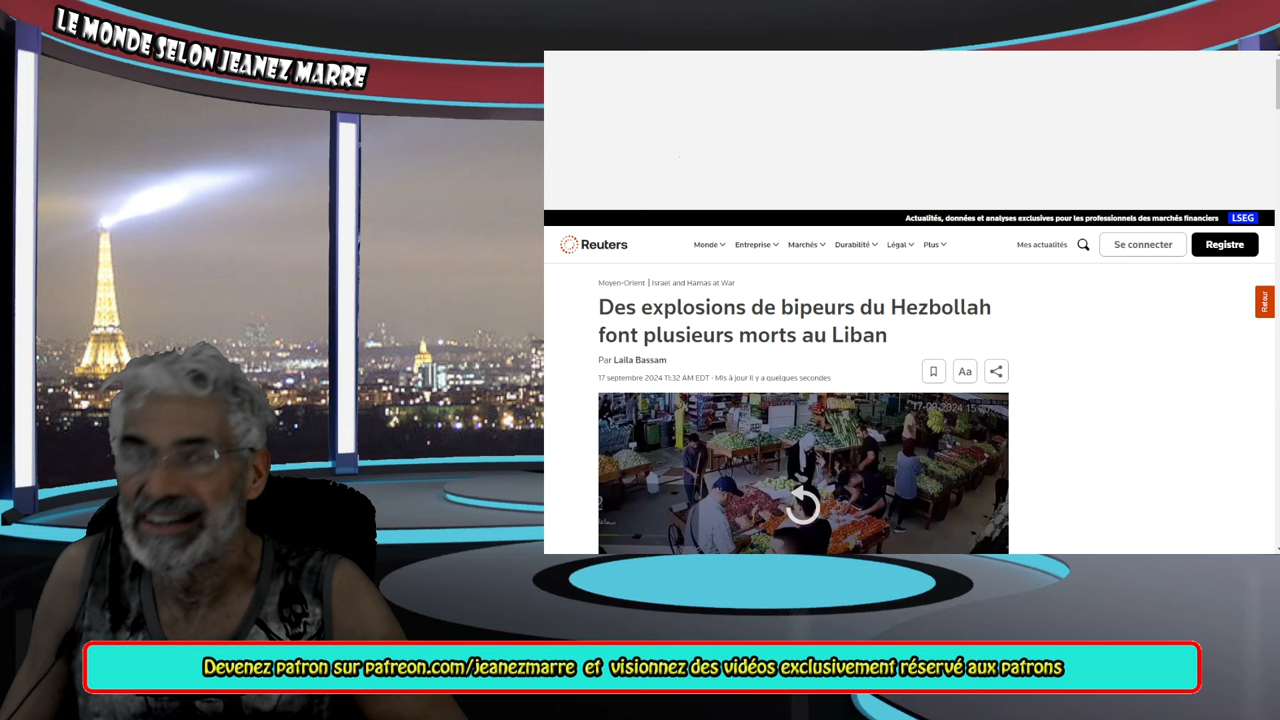 LE MONDE SELON JEANEZ MARRE
Actualités, données et analyses exclusives pour les professionnels des marchés financiers LSEG
Reuters Monde Entreprise Marchés Durabilité Légal Plus Mes actualités Se connecter Registre
Moyen-Orient | Israel and Hamas at War
Des explosions de bipeurs du Hezbollah
font plusieurs morts au Liban
Par Laila Bassam
17 septembre 2024 11:32 AM EDT · Mis à jour Il y a quelques secondes
Aa
Retour
Devenez patron sur patreon.com/jeanezmarre et visionnez des vidéos exclusivement réservé aux patrons